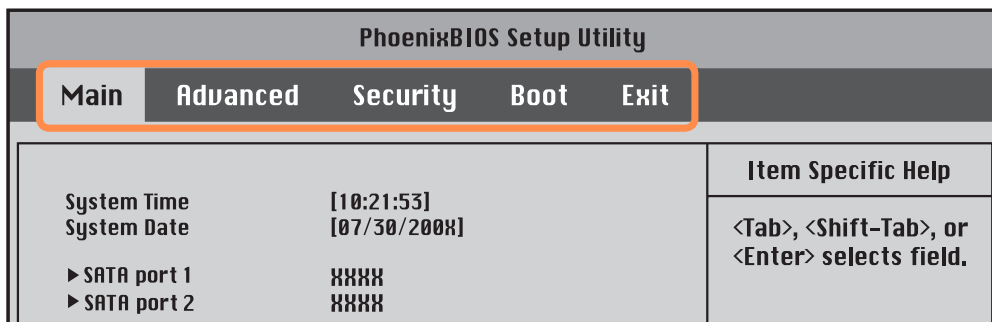 PhoenixBIOS Setup Utility
Main Advanced Security Boot Exit
Item Specific Help
System Time [10:21:53]
System Date [07/30/200X]
▶SATA port 1 XXXX
▶SATA port 2 XXXX
<Tab>, <Shift-Tab>, or
<Enter> selects field.